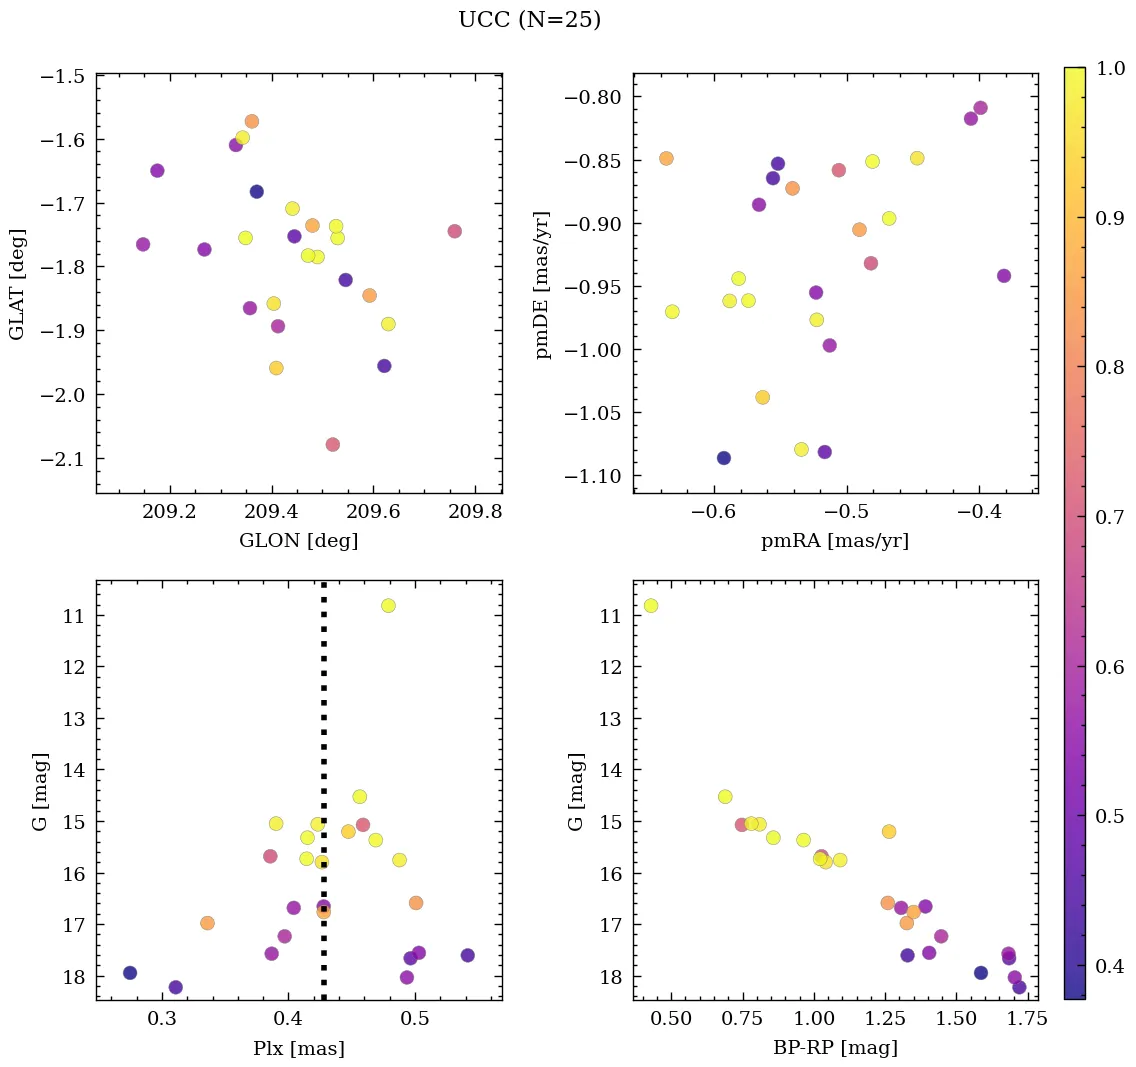 UCC (N=25)
−1.5
−1.6
−1.7
−1.8
−1.9
−2.0
−2.1
GLAT [deg]
209.2 209.4 209.6 209.8
GLON [deg]
−0.80
−0.85
−0.90
−0.95
−1.00
−1.05
−1.10
pmDE [mas/yr]
−0.6 −0.5 −0.4
pmRA [mas/yr]
11
12
13
14
15
16
17
18
G [mag]
0.3 0.4 0.5
Plx [mas]
11
12
13
14
15
16
17
18
G [mag]
0.50 0.75 1.00 1.25 1.50 1.75
BP-RP [mag]
1.0
0.9
0.8
0.7
0.6
0.5
0.4